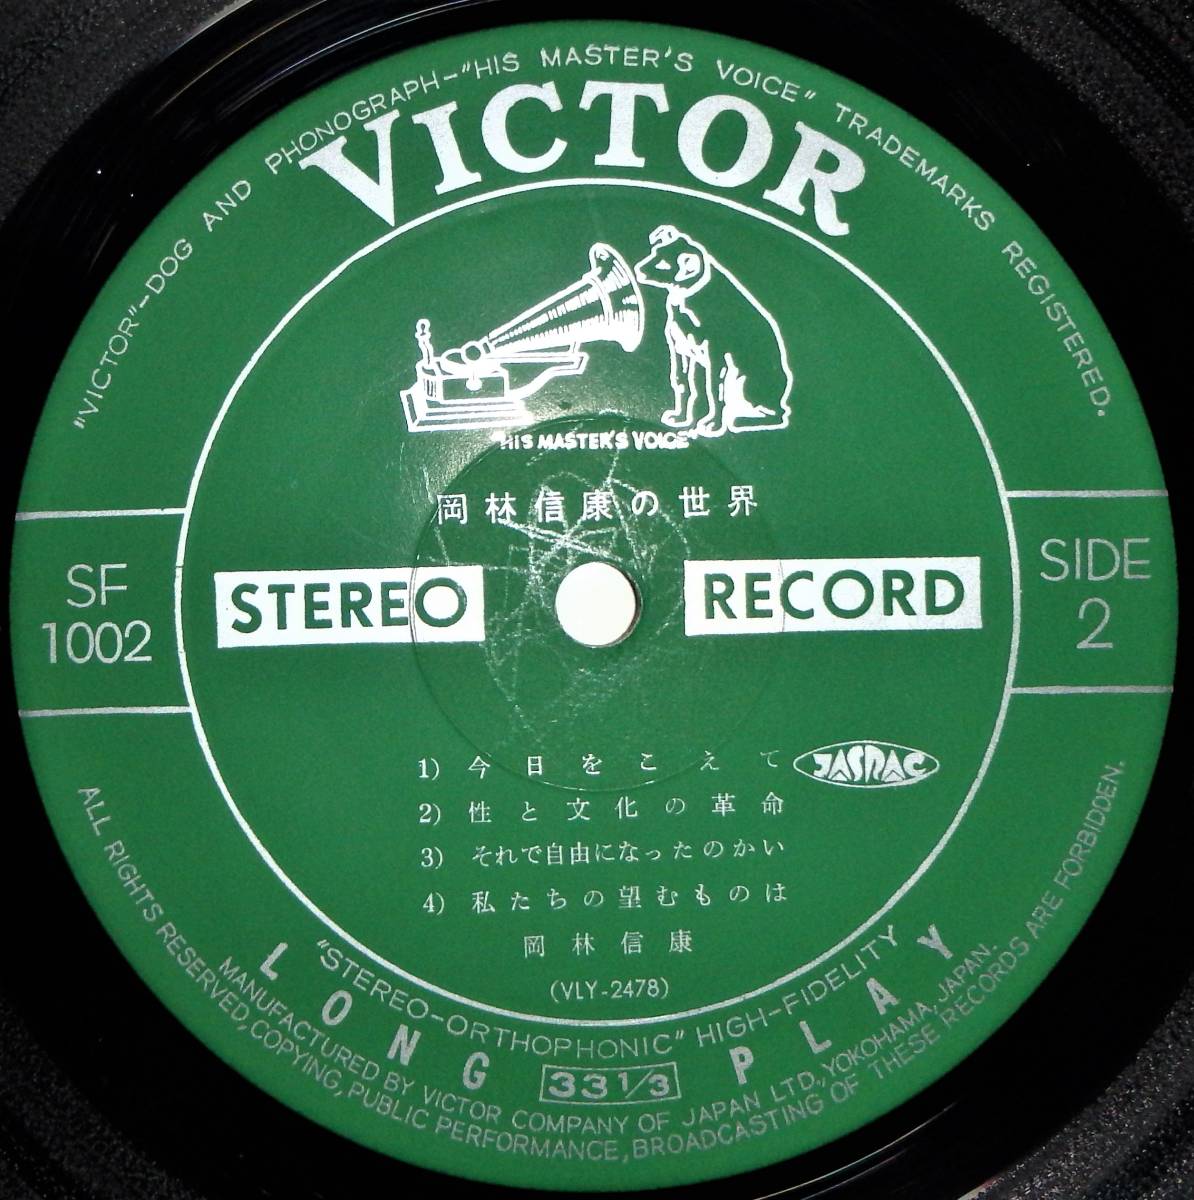 "VICTOR"-DOG AND PHONOGRAPH-"HIS MASTER'S VOICE" TRADEMARKS REGISTERED.
VICTOR
"HIS MASTER'S VOICE"
岡林信康の世界
SF
1002
STEREO RECORD
SIDE
2
1) 今日をこえて
JASRAC
2) 性と文化の革命
3) それで自由になったのかい
4) 私たちの望むものは
岡林信康
(VLY-2478)
"STEREO-ORTHOPHONIC" HIGH-FIDELITY
LONG PLAY
33 1/3
MANUFACTURED BY VICTOR COMPANY OF JAPAN LTD., YOKOHAMA, JAPAN.
ALL RIGHTS RESERVED, COPYING, PUBLIC PERFORMANCE, BROADCASTING OF THESE RECORDS ARE FORBIDDEN.